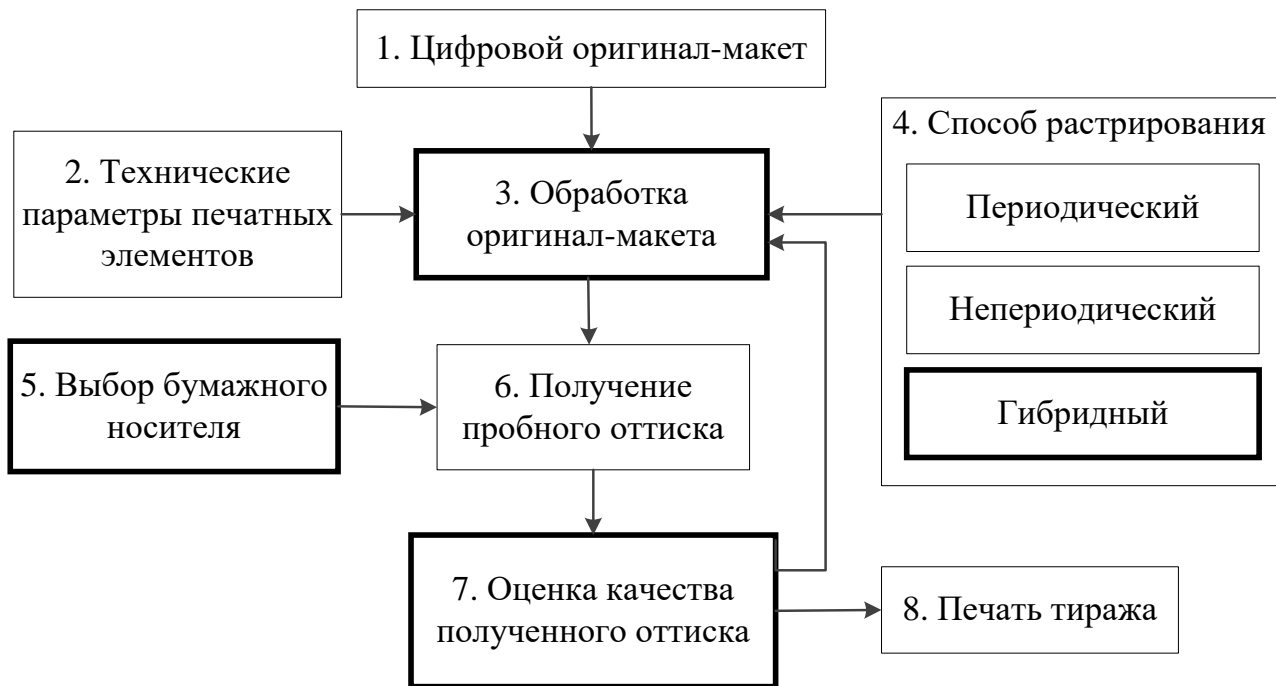 1. Цифровой оригинал-макет
2. Технические
параметры печатных
элементов
3. Обработка
оригинал-макета
4. Способ растрирования
Периодический
Непериодический
Гибридный
5. Выбор бумажного
носителя
6. Получение
пробного оттиска
7. Оценка качества
полученного оттиска
8. Печать тиража